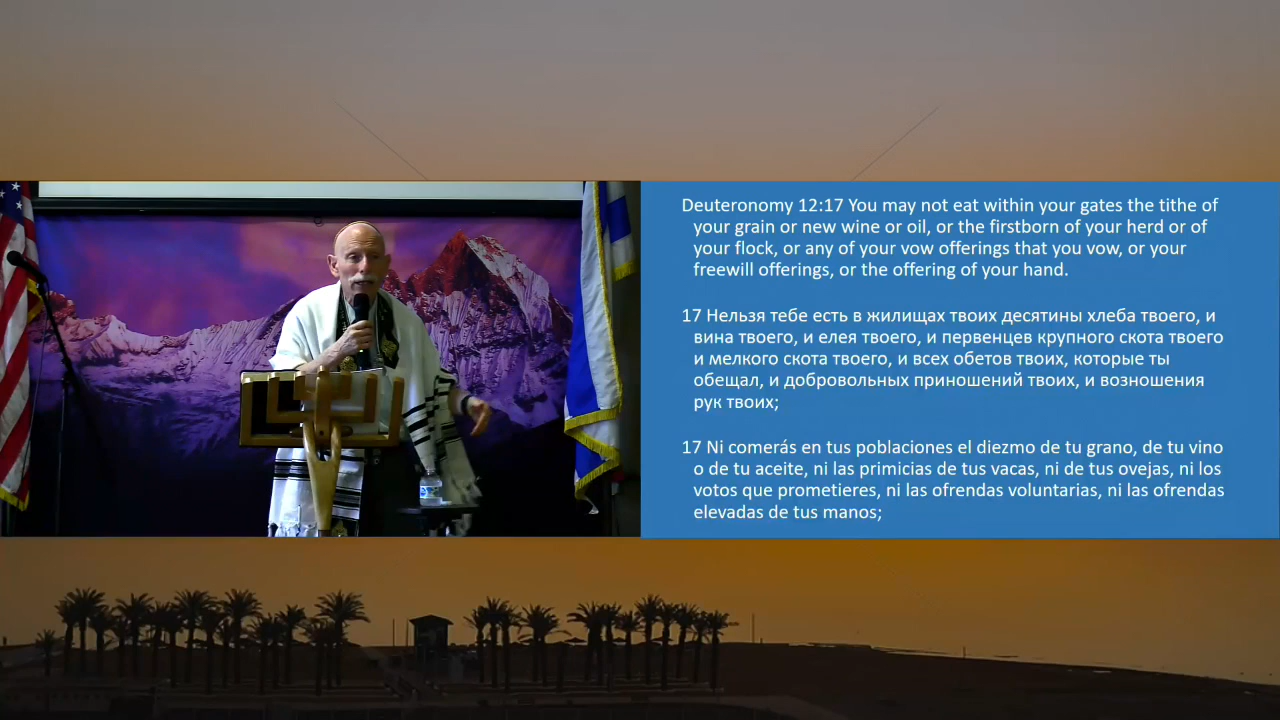 Deuteronomy 12:17 You may not eat within your gates the tithe of
your grain or new wine or oil, or the firstborn of your herd or of
your flock, or any of your vow offerings that you vow, or your
freewill offerings, or the offering of your hand.
17 Нельзя тебе есть в жилищах твоих десятины хлеба твоего, и
вина твоего, и елея твоего, и первенцев крупного скота твоего
и мелкого скота твоего, и всех обетов твоих, которые ты
обещал, и добровольных приношений твоих, и возношения
рук твоих;
17 Ni comerás en tus poblaciones el diezmo de tu grano, de tu vino
o de tu aceite, ni las primicias de tus vacas, ni de tus ovejas, ni los
votos que prometieres, ni las ofrendas voluntarias, ni las ofrendas
elevadas de tus manos;